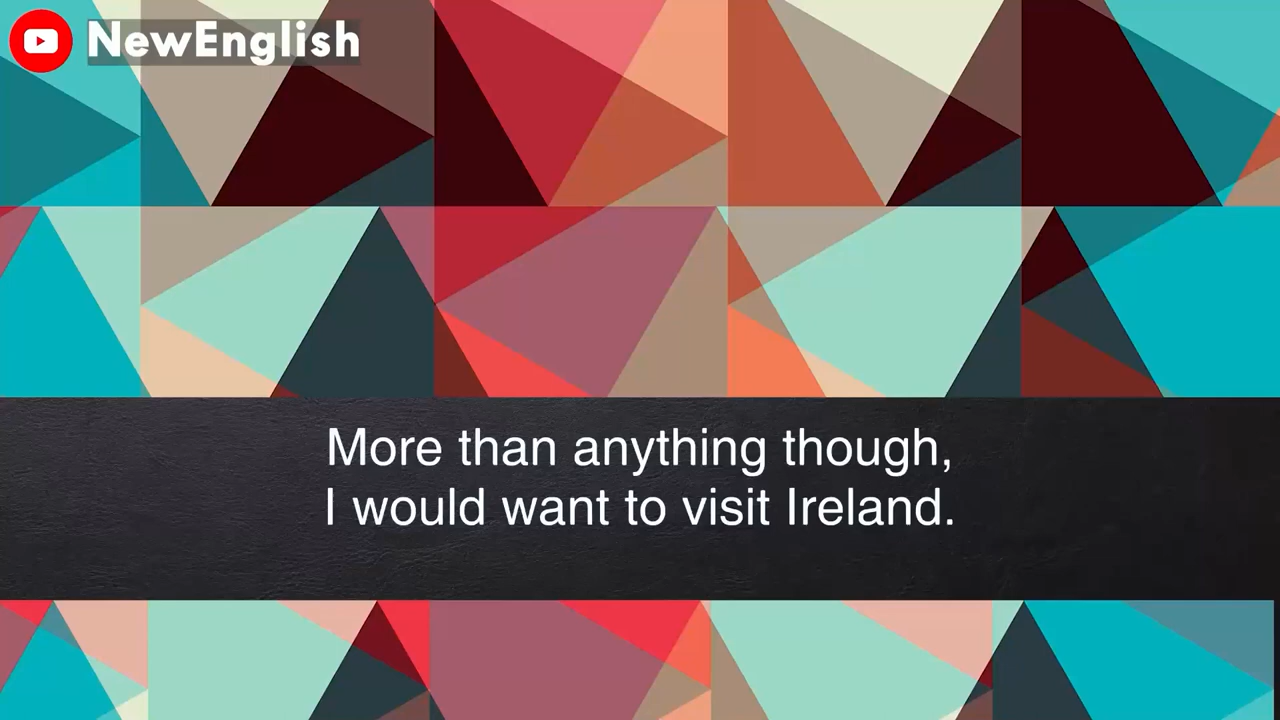 NewEnglish
More than anything though,
I would want to visit Ireland.